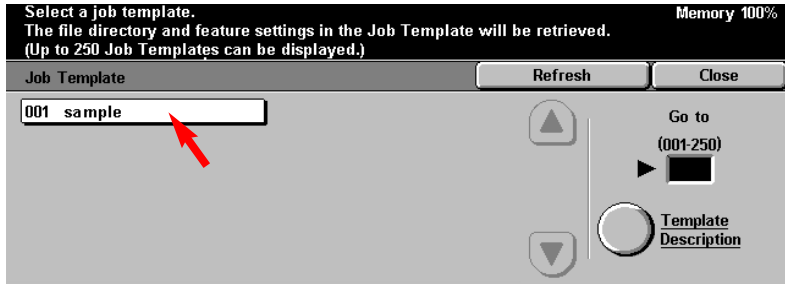 Select a job template.
Memory 100%
The file directory and feature settings in the Job Template will be retrieved.
(Up to 250 Job Templates can be displayed.)
Job Template
Refresh
Close
001 sample
Go to
(001-250)
Template
Description